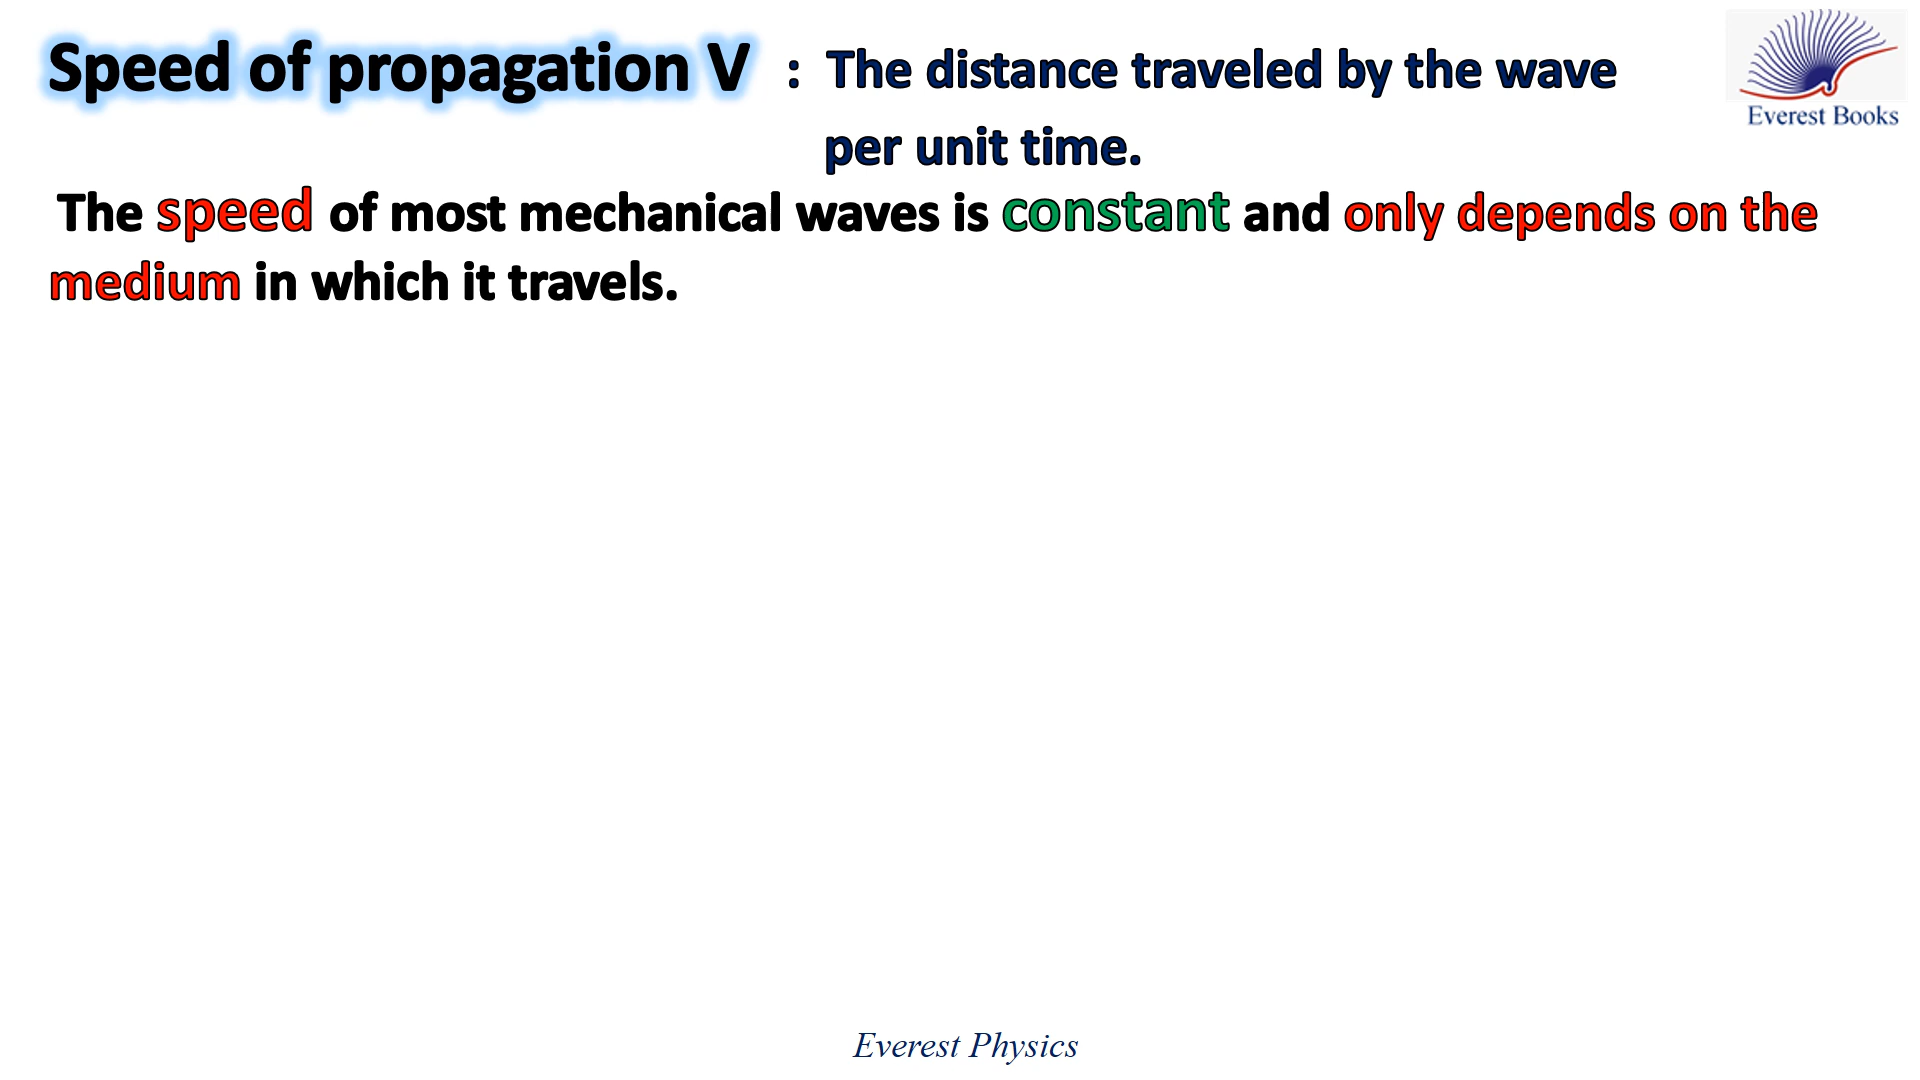 Speed of propagation V : The distance traveled by the wave
per unit time.
Everest Books
The speed of most mechanical waves is constant and only depends on the
medium in which it travels.
Everest Physics